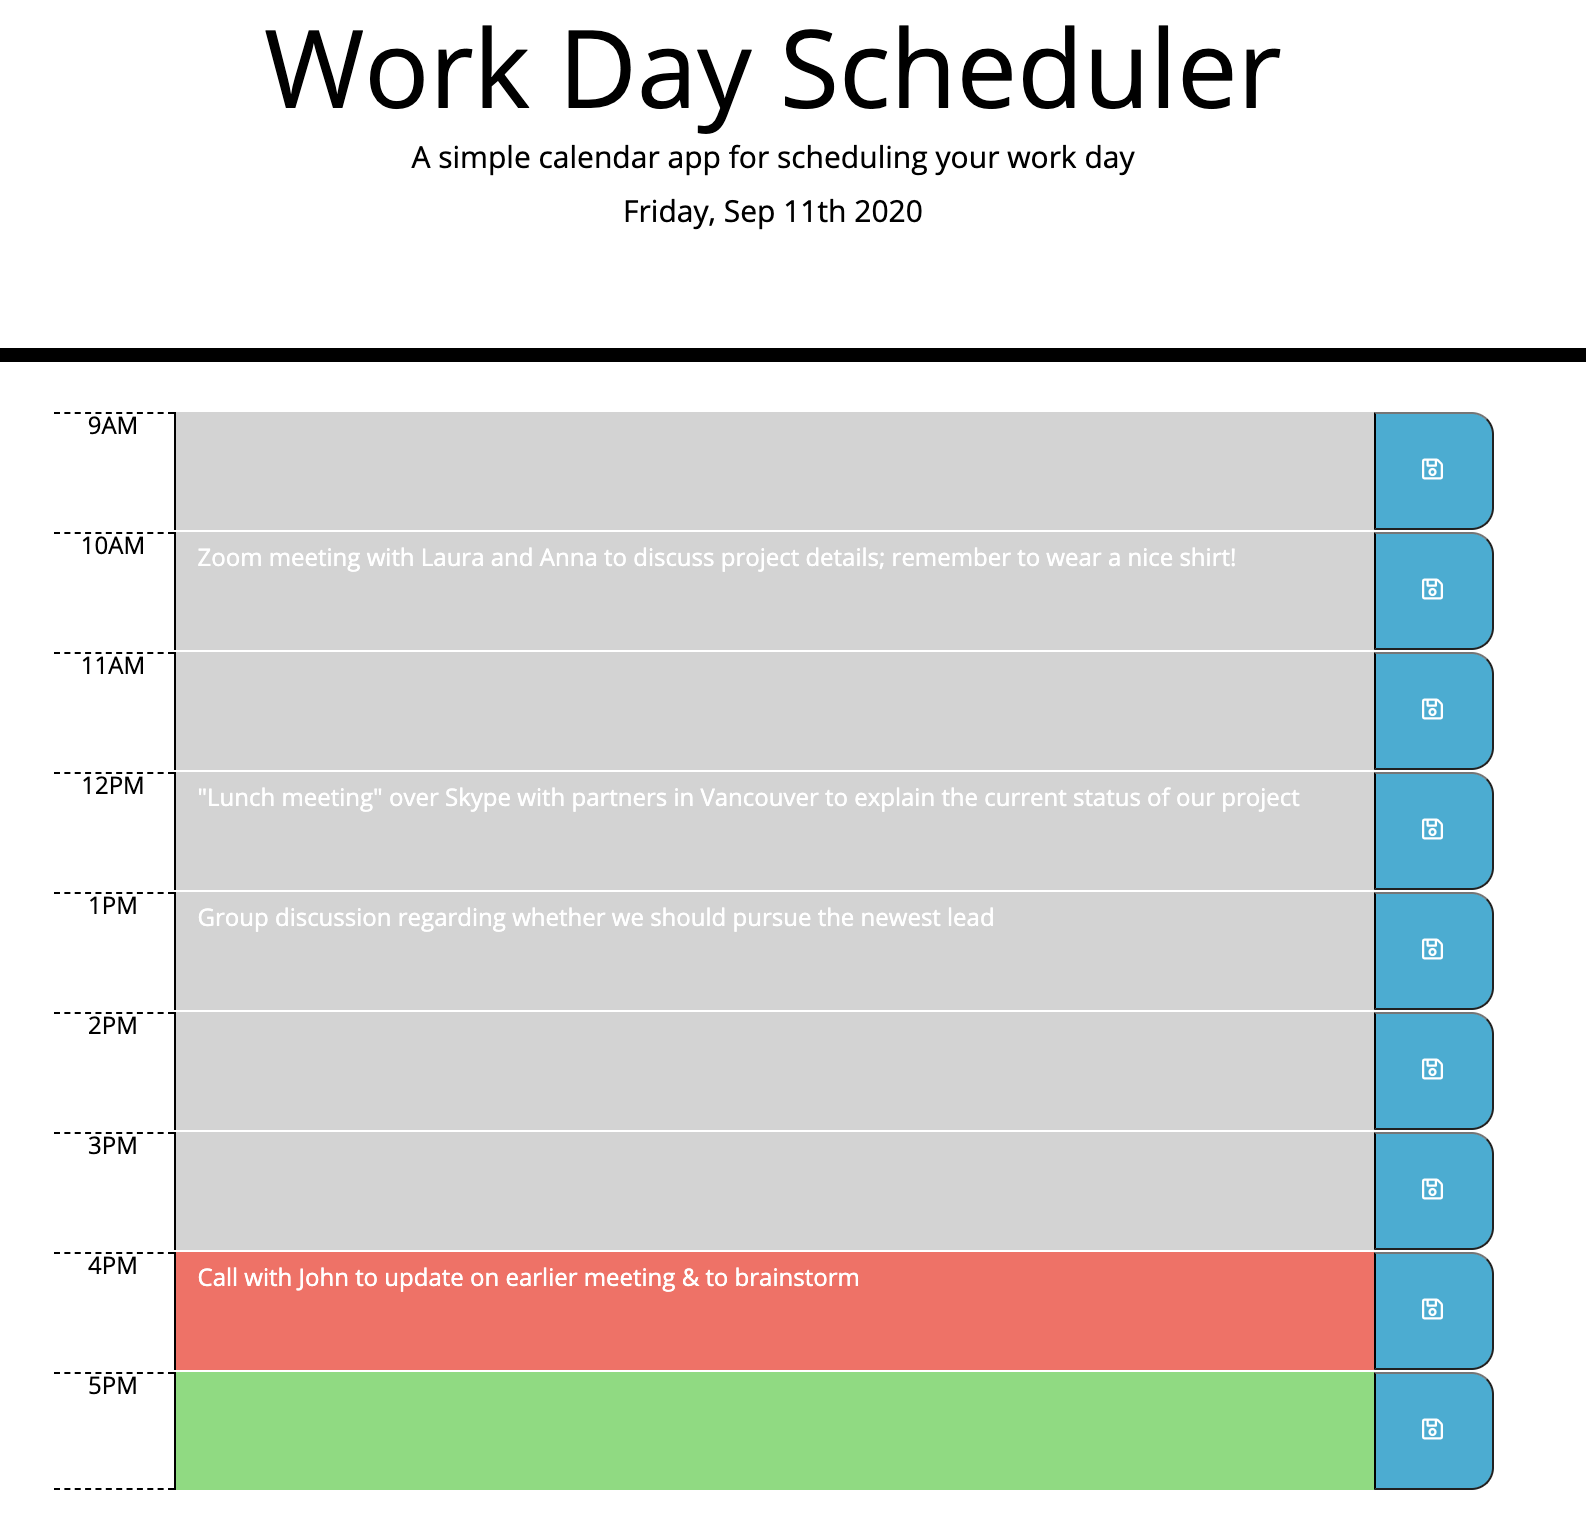 Work Day Scheduler
A simple calendar app for scheduling your work day
Friday, Sep 11th 2020
9AM
10AM
Zoom meeting with Laura and Anna to discuss project details; remember to wear a nice shirt!
11AM
12PM
"Lunch meeting" over Skype with partners in Vancouver to explain the current status of our project
1PM
Group discussion regarding whether we should pursue the newest lead
2PM
3PM
4PM
Call with John to update on earlier meeting & to brainstorm
5PM